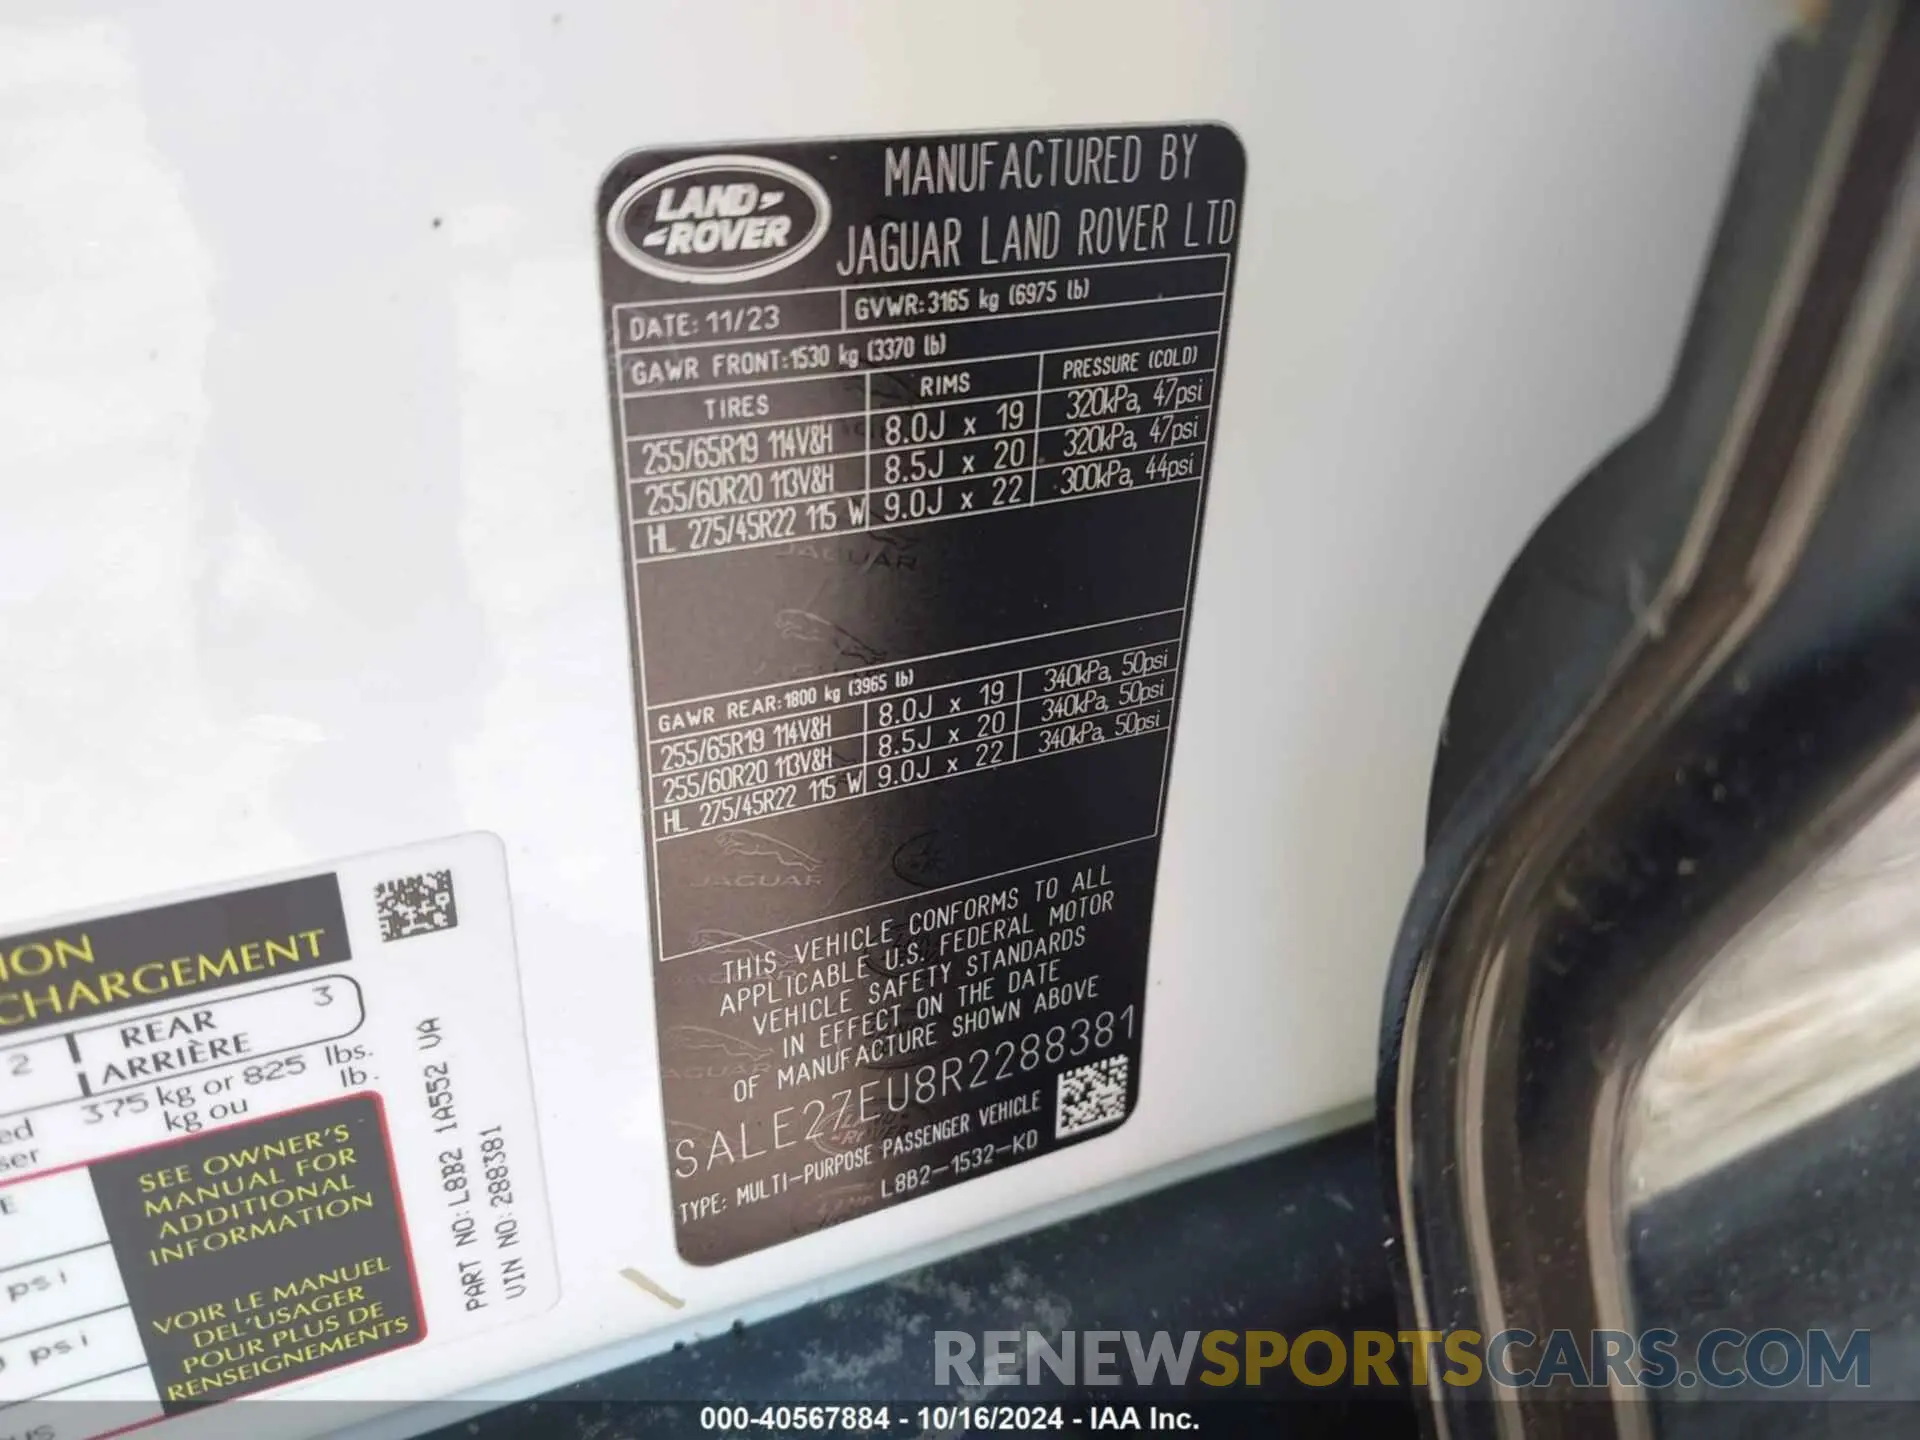 LAND
ROVER
MANUFACTURED BY
JAGUAR LAND ROVER LTD
DATE: 11/23 GVWR: 3165 kg (6975 lb)
GAWR FRONT: 1530 kg (3370 lb)
TIRES RIMS PRESSURE (COLD)
255/65R19 114V&H 8.0J x 19 320kPa, 47psi
255/60R20 113V&H 8.5J x 20 320kPa, 47psi
HL 275/45R22 115 W 9.0J x 22 300kPa, 44psi
JAGUAR
GAWR REAR: 1800 kg (3965 lb)
255/65R19 114V&H 8.0J x 19 340kPa, 50psi
255/60R20 113V&H 8.5J x 20 340kPa, 50psi
HL 275/45R22 115 W 9.0J x 22 340kPa, 50psi
JAGUAR
THIS VEHICLE CONFORMS TO ALL
APPLICABLE U.S. FEDERAL MOTOR
VEHICLE SAFETY STANDARDS
IN EFFECT ON THE DATE
OF MANUFACTURE SHOWN ABOVE
SALE27EU8R2288381
TYPE: MULTI-PURPOSE PASSENGER VEHICLE
L8B2-1532-KD
ION
CHARGEMENT
2 REAR 3
ARRIÈRE
375 kg or 825 lbs.
kg ou lb.
SEE OWNER'S
MANUAL FOR
ADDITIONAL
INFORMATION
VOIR LE MANUEL
DEL'USAGER
POUR PLUS DE
RENSEIGNEMENTS
psi
psi
PART NO: L8B2 1A552 VA
VIN NO: 288381
RENEWSPORTSCARS.COM
000-40567884 - 10/16/2024 - IAA Inc.